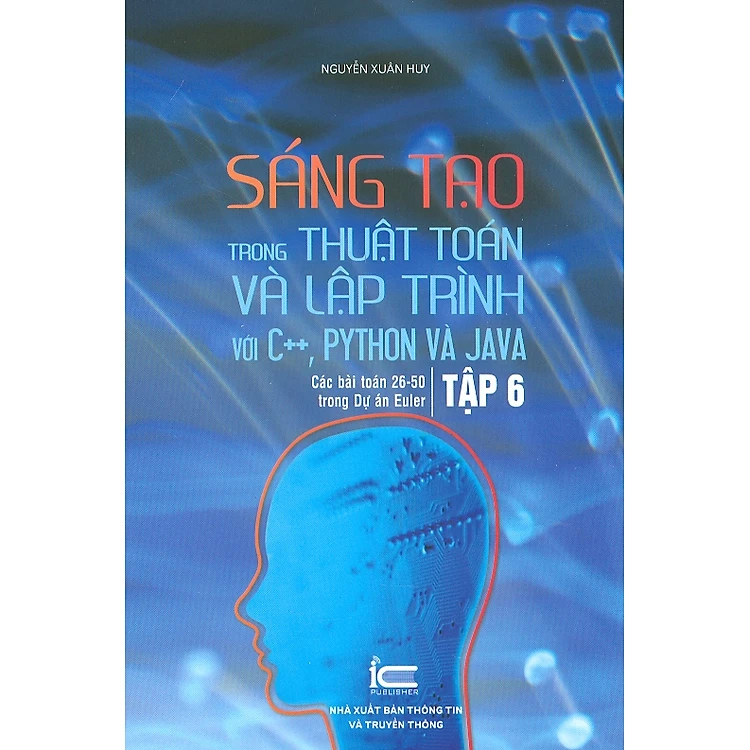 NGUYỄN XUÂN HUY
SÁNG TẠO
TRONG THUẬT TOÁN
VÀ LẬP TRÌNH
VỚI C++, PYTHON VÀ JAVA
Các bài toán 26-50
trong Dự án Euler
TẬP 6
iC
PUBLISHER
NHÀ XUẤT BẢN THÔNG TIN
VÀ TRUYỀN THÔNG